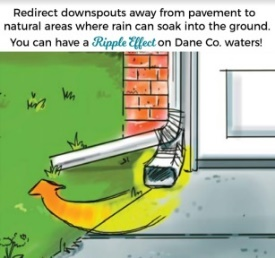 Redirect downspouts away from pavement to
natural areas where rain can soak into the ground.
You can have a Ripple Effect on Dane Co. waters!